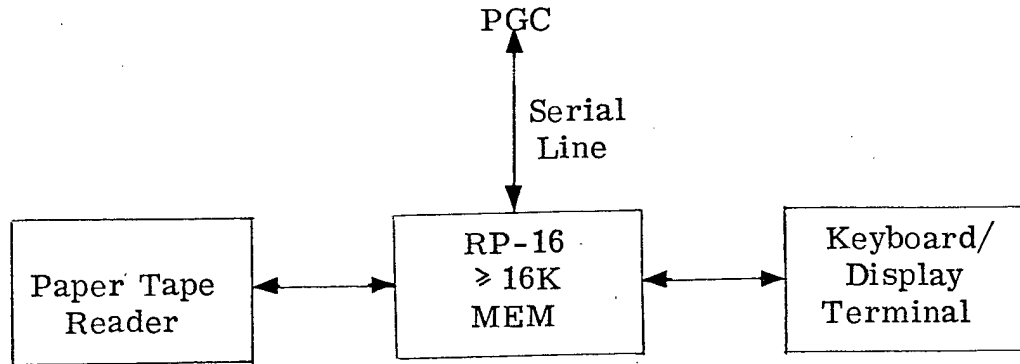 PGC
Serial
Line
Paper Tape
Reader
RP-16
⩾ 16K
MEM
Keyboard/
Display
Terminal